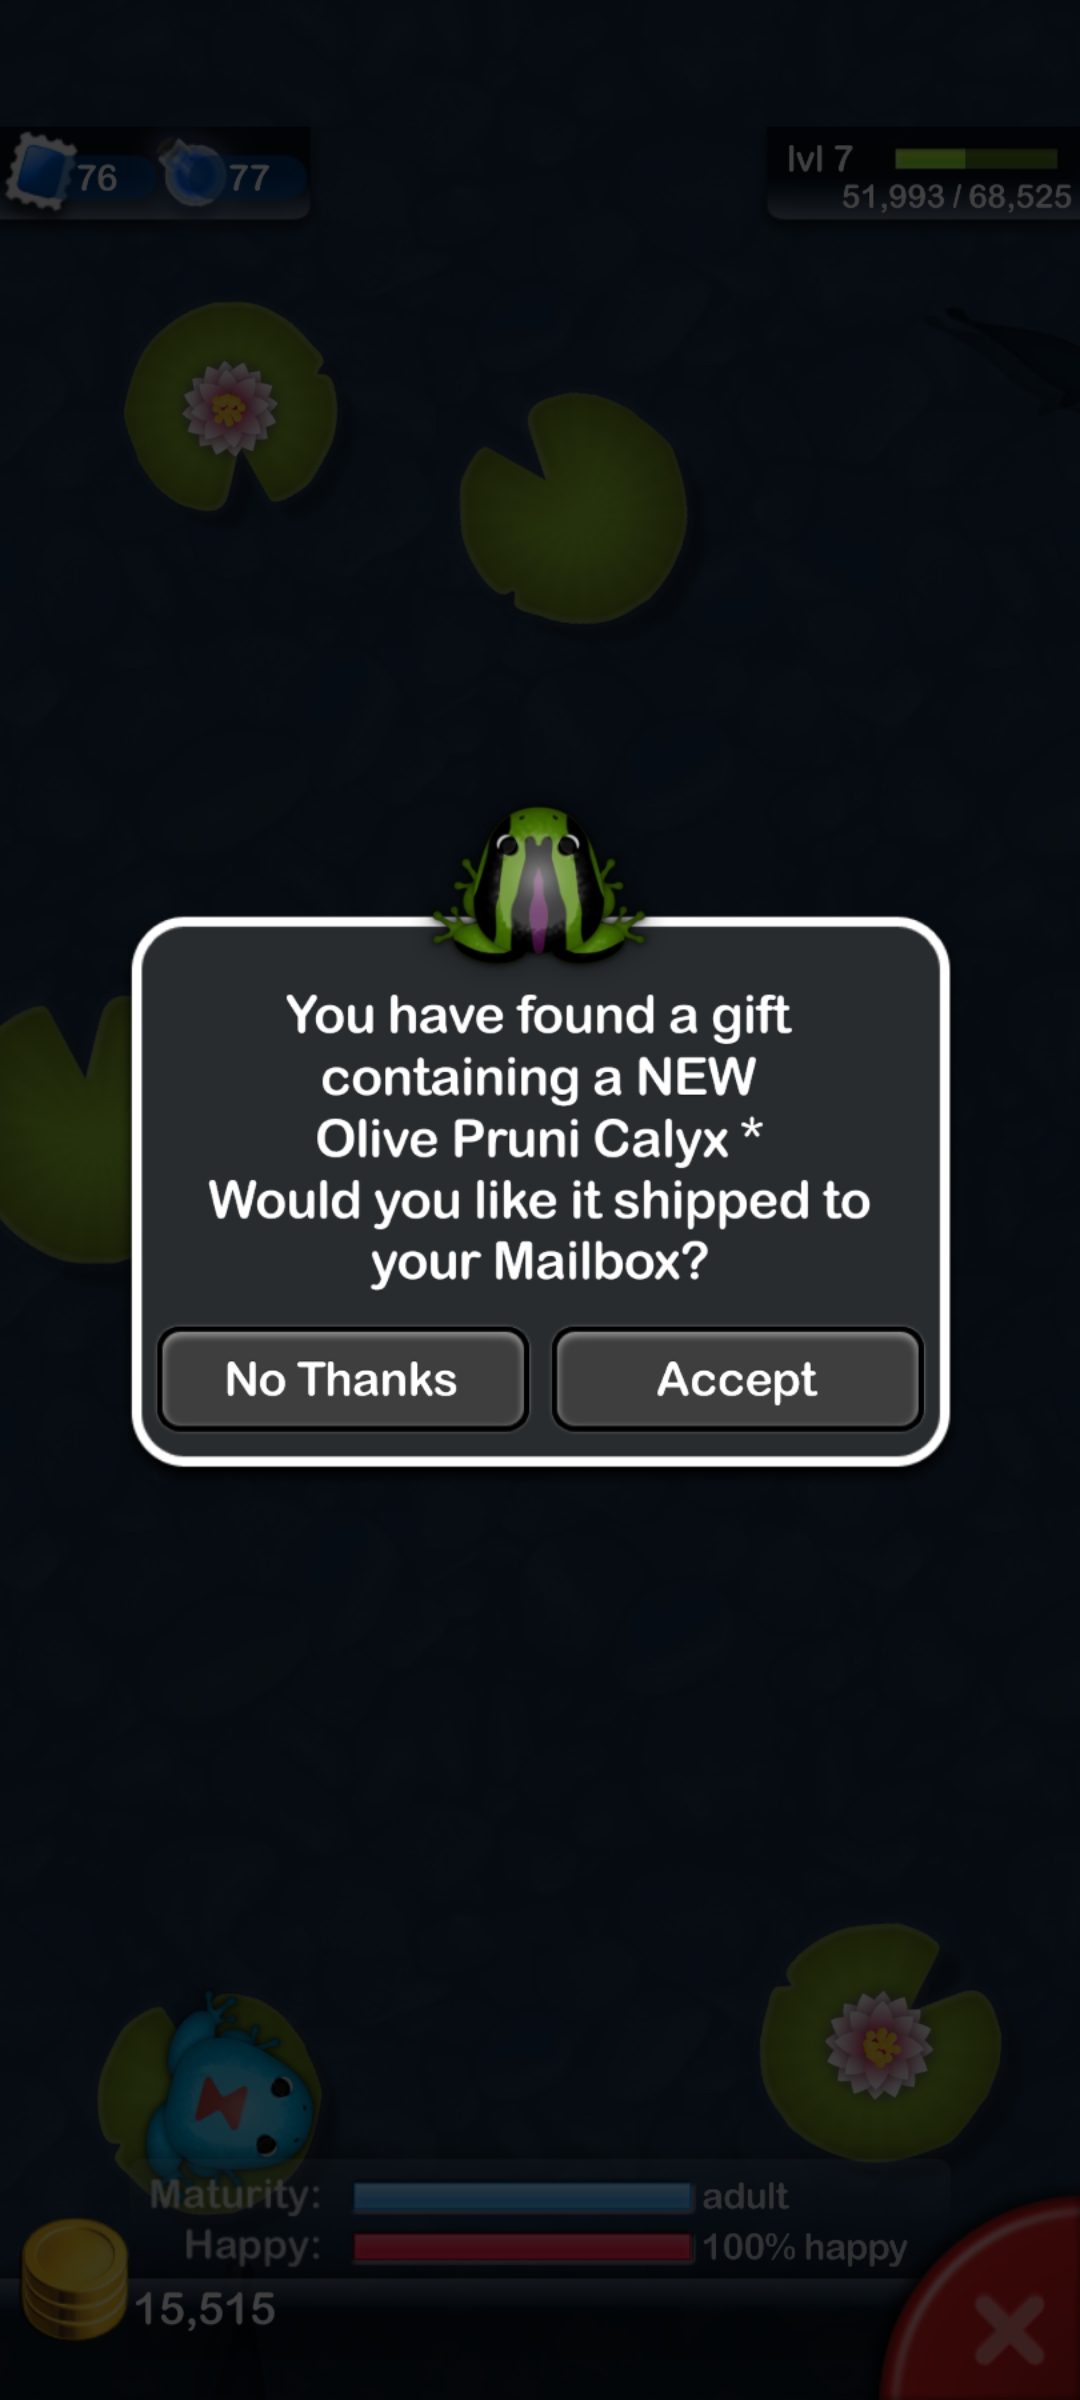 76
77
lvl 7
51,993 / 68,525
You have found a gift
containing a NEW
Olive Pruni Calyx *
Would you like it shipped to
your Mailbox?
No Thanks
Accept
Maturity:
adult
Happy:
100% happy
15,515